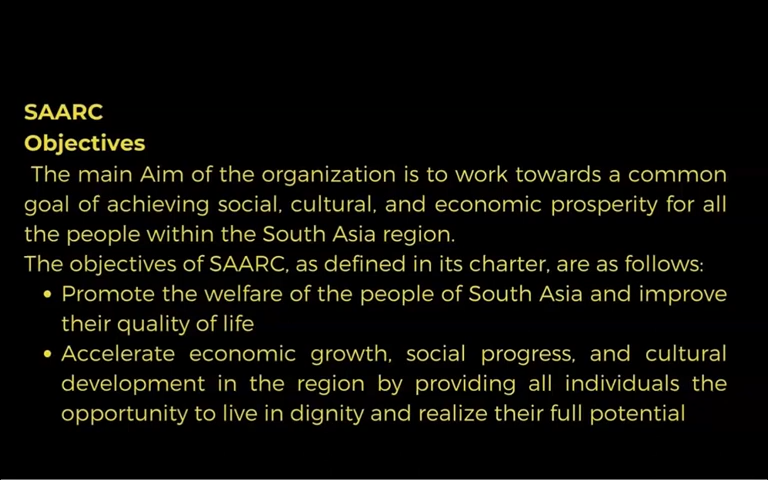 SAARC
Objectives
The main Aim of the organization is to work towards a common
goal of achieving social, cultural, and economic prosperity for all
the people within the South Asia region.
The objectives of SAARC, as defined in its charter, are as follows:
• Promote the welfare of the people of South Asia and improve
their quality of life
• Accelerate economic growth, social progress, and cultural
development in the region by providing all individuals the
opportunity to live in dignity and realize their full potential